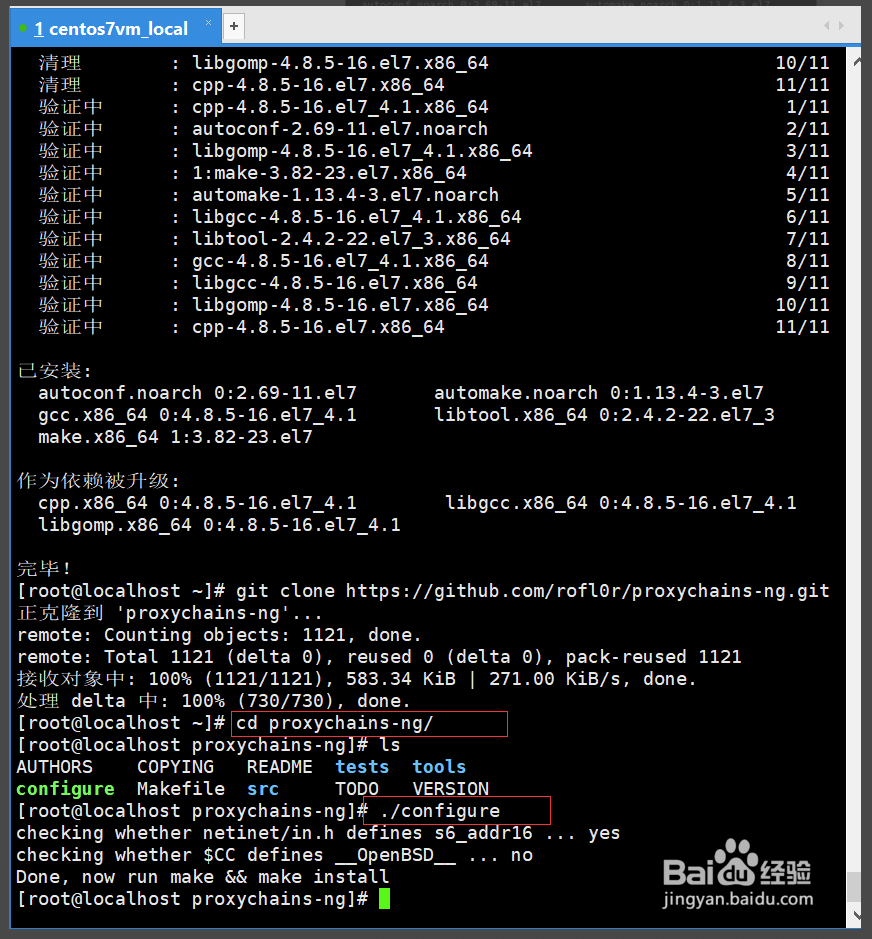 1 centos7vm_local × +
清理 : libgomp-4.8.5-16.el7.x86_64 10/11
清理 : cpp-4.8.5-16.el7.x86_64 11/11
验证中 : cpp-4.8.5-16.el7_4.1.x86_64 1/11
验证中 : autoconf-2.69-11.el7.noarch 2/11
验证中 : libgomp-4.8.5-16.el7_4.1.x86_64 3/11
验证中 : 1:make-3.82-23.el7.x86_64 4/11
验证中 : automake-1.13.4-3.el7.noarch 5/11
验证中 : libgcc-4.8.5-16.el7_4.1.x86_64 6/11
验证中 : libtool-2.4.2-22.el7_3.x86_64 7/11
验证中 : gcc-4.8.5-16.el7_4.1.x86_64 8/11
验证中 : libgcc-4.8.5-16.el7.x86_64 9/11
验证中 : libgomp-4.8.5-16.el7.x86_64 10/11
验证中 : cpp-4.8.5-16.el7.x86_64 11/11
已安装:
autoconf.noarch 0:2.69-11.el7 automake.noarch 0:1.13.4-3.el7
gcc.x86_64 0:4.8.5-16.el7_4.1 libtool.x86_64 0:2.4.2-22.el7_3
make.x86_64 1:3.82-23.el7
作为依赖被升级:
cpp.x86_64 0:4.8.5-16.el7_4.1 libgcc.x86_64 0:4.8.5-16.el7_4.1
libgomp.x86_64 0:4.8.5-16.el7_4.1
完毕!
[root@localhost ~]# git clone https://github.com/rofl0r/proxychains-ng.git
正克隆到 'proxychains-ng'...
remote: Counting objects: 1121, done.
remote: Total 1121 (delta 0), reused 0 (delta 0), pack-reused 1121
接收对象中: 100% (1121/1121), 583.34 KiB | 271.00 KiB/s, done.
处理 delta 中: 100% (730/730), done.
[root@localhost ~]# cd proxychains-ng/
[root@localhost proxychains-ng]# ls
AUTHORS COPYING README tests tools
configure Makefile src TODO VERSION
[root@localhost proxychains-ng]# ./configure
checking whether netinet/in.h defines s6_addr16 ... yes
checking whether $CC defines __OpenBSD__ ... no
Done, now run make && make install
[root@localhost proxychains-ng]#
Baidu经验
jingyan.baidu.com